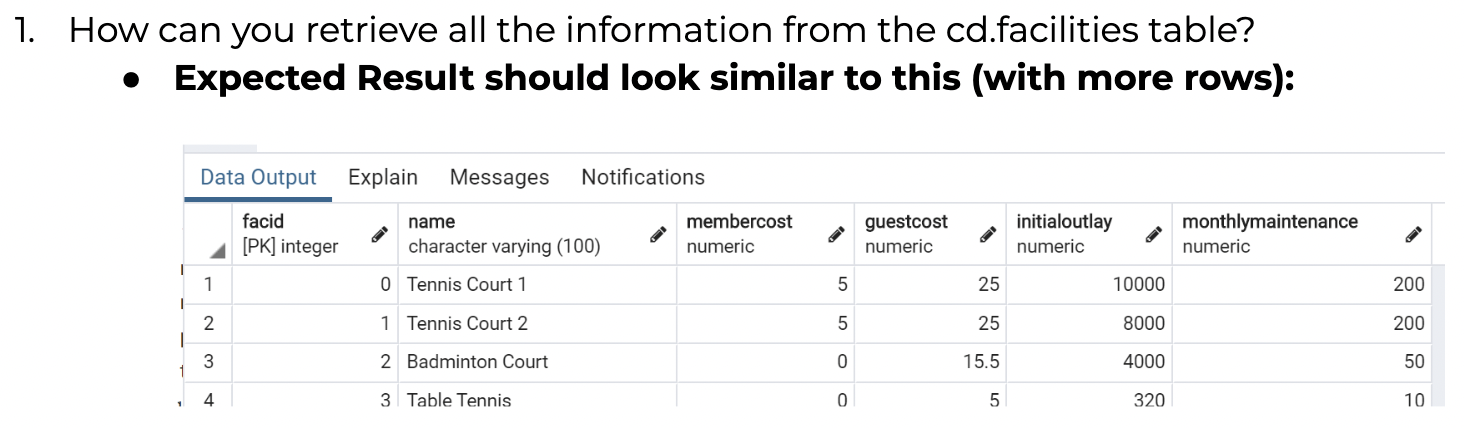 1. How can you retrieve all the information from the cd.facilities table?
● Expected Result should look similar to this (with more rows):
Data Output Explain Messages Notifications
facid name membercost guestcost initialoutlay monthlymaintenance
[PK] integer character varying (100) numeric numeric numeric numeric
1 0 Tennis Court 1 5 25 10000 200
2 1 Tennis Court 2 5 25 8000 200
3 2 Badminton Court 0 15.5 4000 50
4 3 Table Tennis 0 5 320 10